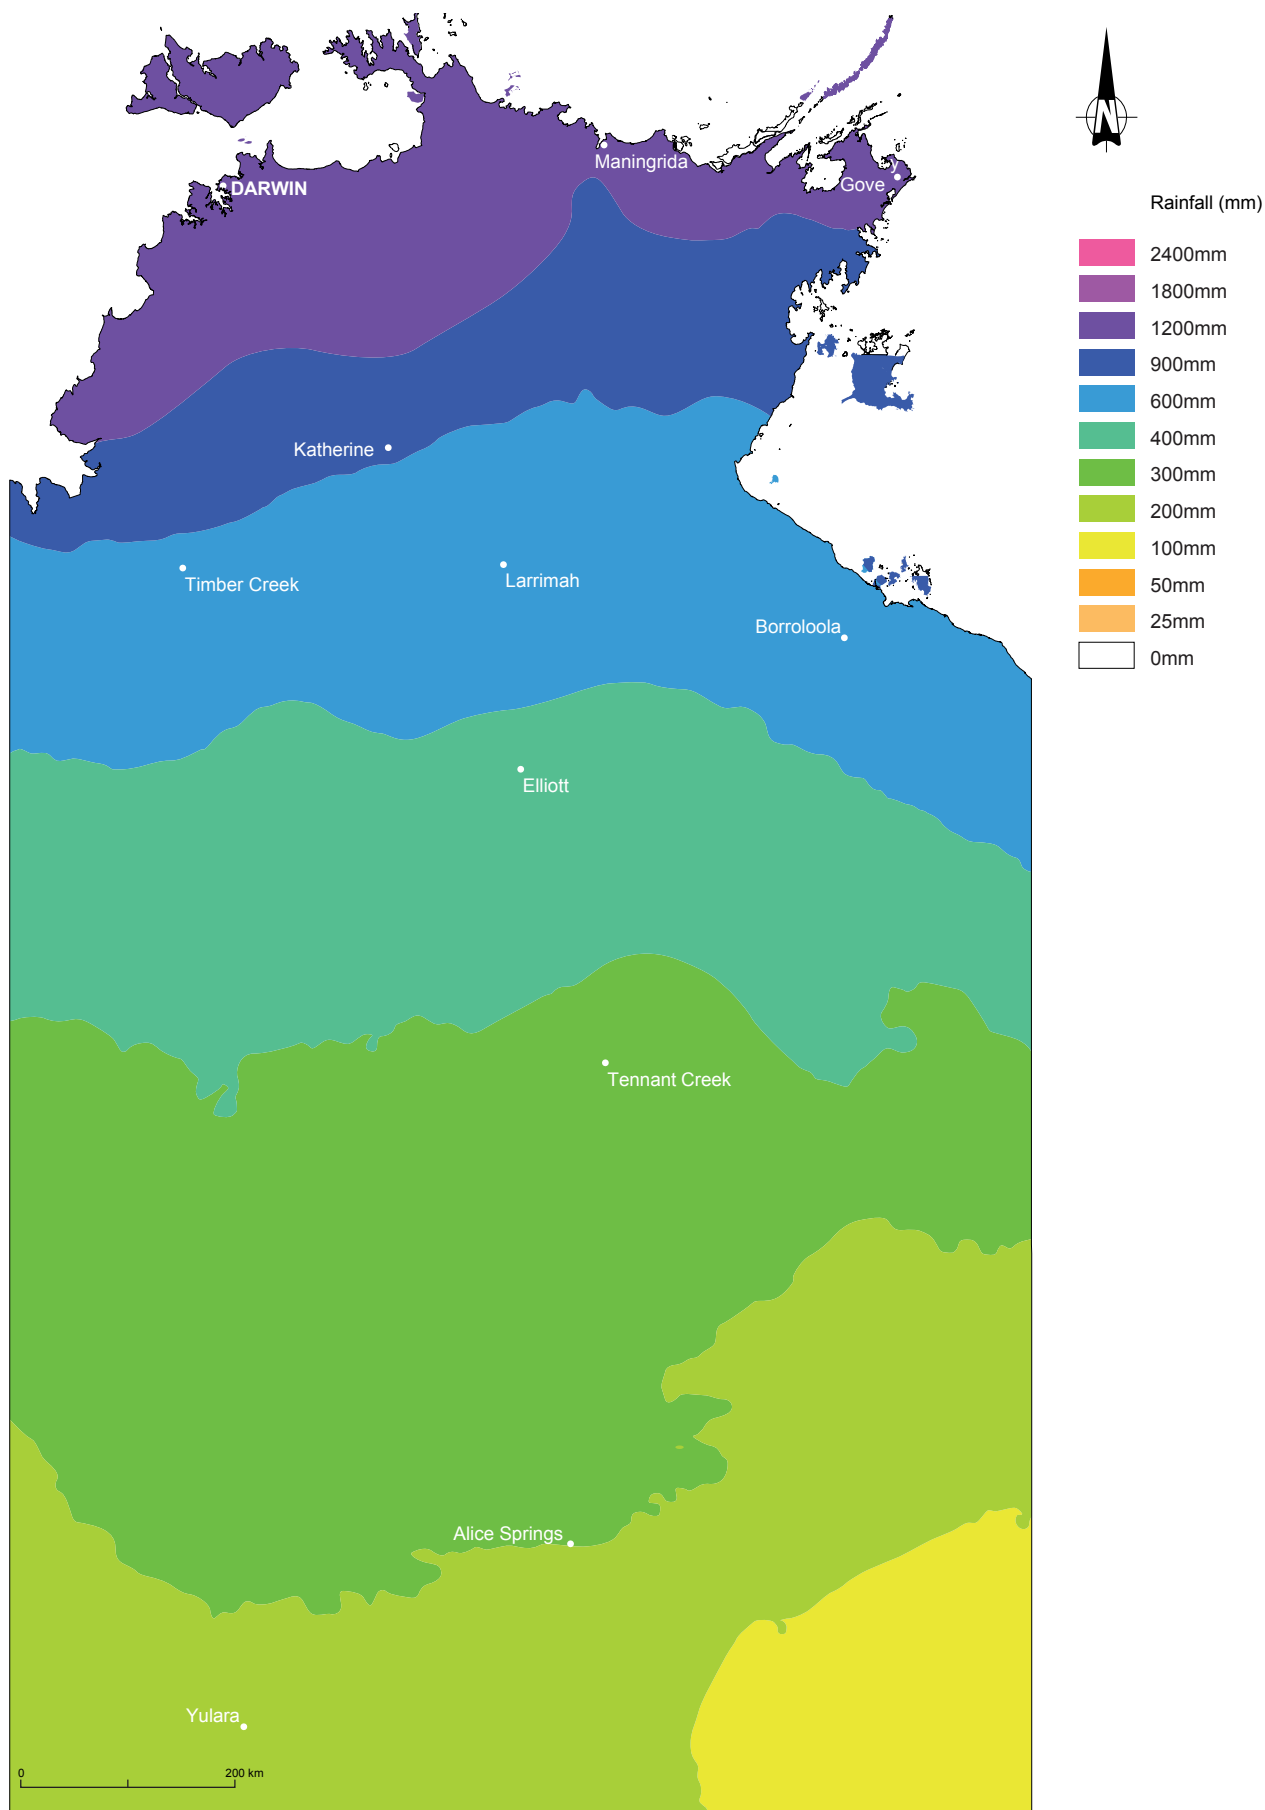 N
Maningrida
y
Gove
DARWIN
Rainfall (mm)
2400mm
1800mm
1200mm
900mm
600mm
400mm
300mm
200mm
100mm
50mm
25mm
0mm
Katherine
Timber Creek
Larrimah
Borroloola
Elliott
Tennant Creek
Alice Springs
Yulara
0 200 km